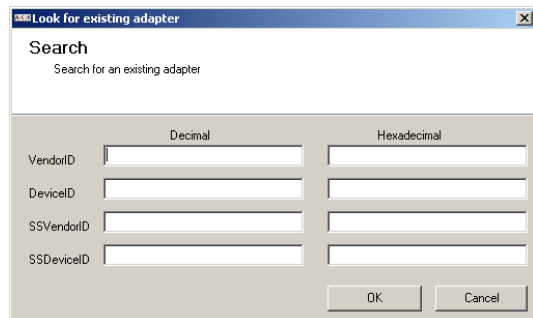 Look for existing adapter
Search
Search for an existing adapter
Decimal Hexadecimal
VendorID
DeviceID
SSVendorID
SSDeviceID
OK Cancel